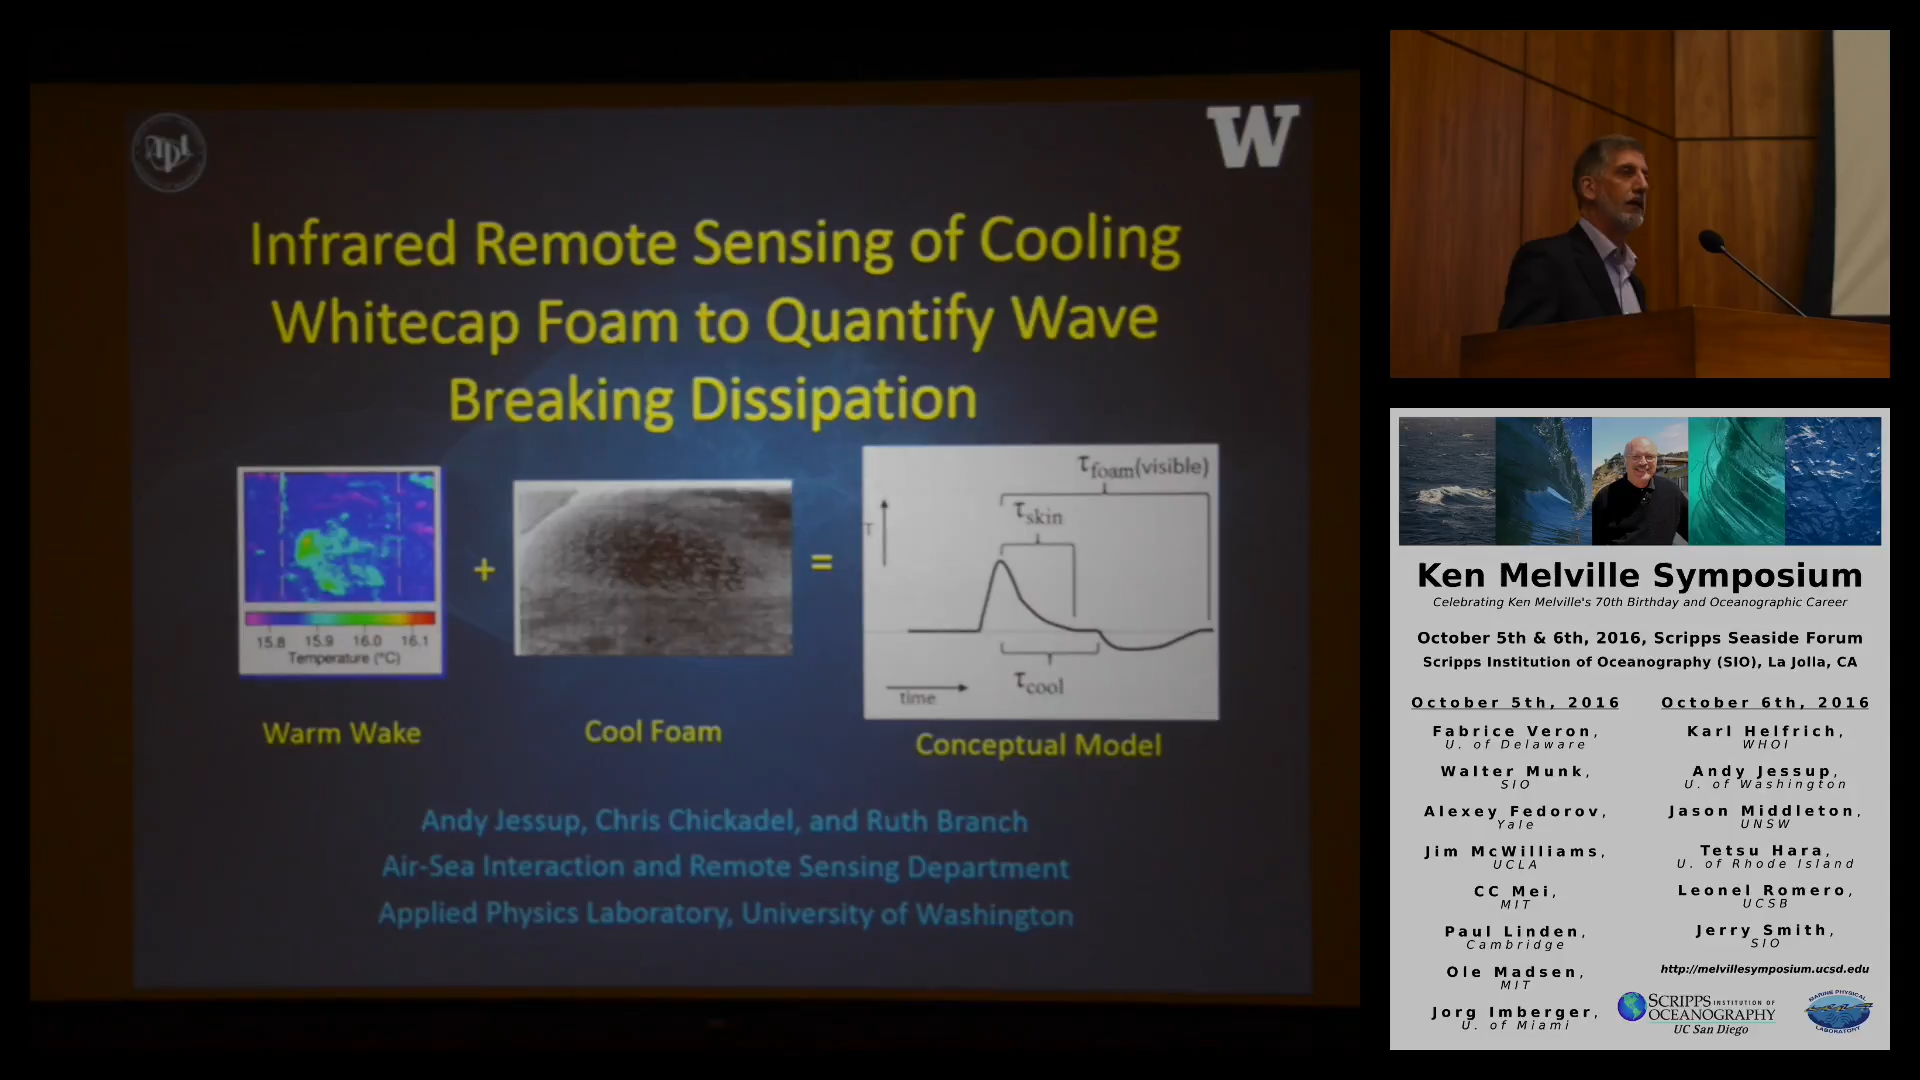 APL
W
Infrared Remote Sensing of Cooling
Whitecap Foam to Quantify Wave
Breaking Dissipation
τfoam(visible)
τskin
T
τcool
time
15.8 15.9 16.0 16.1
Temperature (°C)
+
=
Warm Wake
Cool Foam
Conceptual Model
Andy Jessup, Chris Chickadel, and Ruth Branch
Air-Sea Interaction and Remote Sensing Department
Applied Physics Laboratory, University of Washington
Ken Melville Symposium
Celebrating Ken Melville's 70th Birthday and Oceanographic Career
October 5th & 6th, 2016, Scripps Seaside Forum
Scripps Institution of Oceanography (SIO), La Jolla, CA
October 5th, 2016
Fabrice Veron,
U. of Delaware
Walter Munk,
SIO
Alexey Fedorov,
Yale
Jim McWilliams,
UCLA
CC Mei,
MIT
Paul Linden,
Cambridge
Ole Madsen,
MIT
Jorg Imberger,
U. of Miami
October 6th, 2016
Karl Helfrich,
WHOI
Andy Jessup,
U. of Washington
Jason Middleton,
UNSW
Tetsu Hara,
U. of Rhode Island
Leonel Romero,
UCSB
Jerry Smith,
SIO
http://melvillesymposium.ucsd.edu
SCRIPPS INSTITUTION OF
OCEANOGRAPHY
UC San Diego
MARINE PHYSICAL
LABORATORY